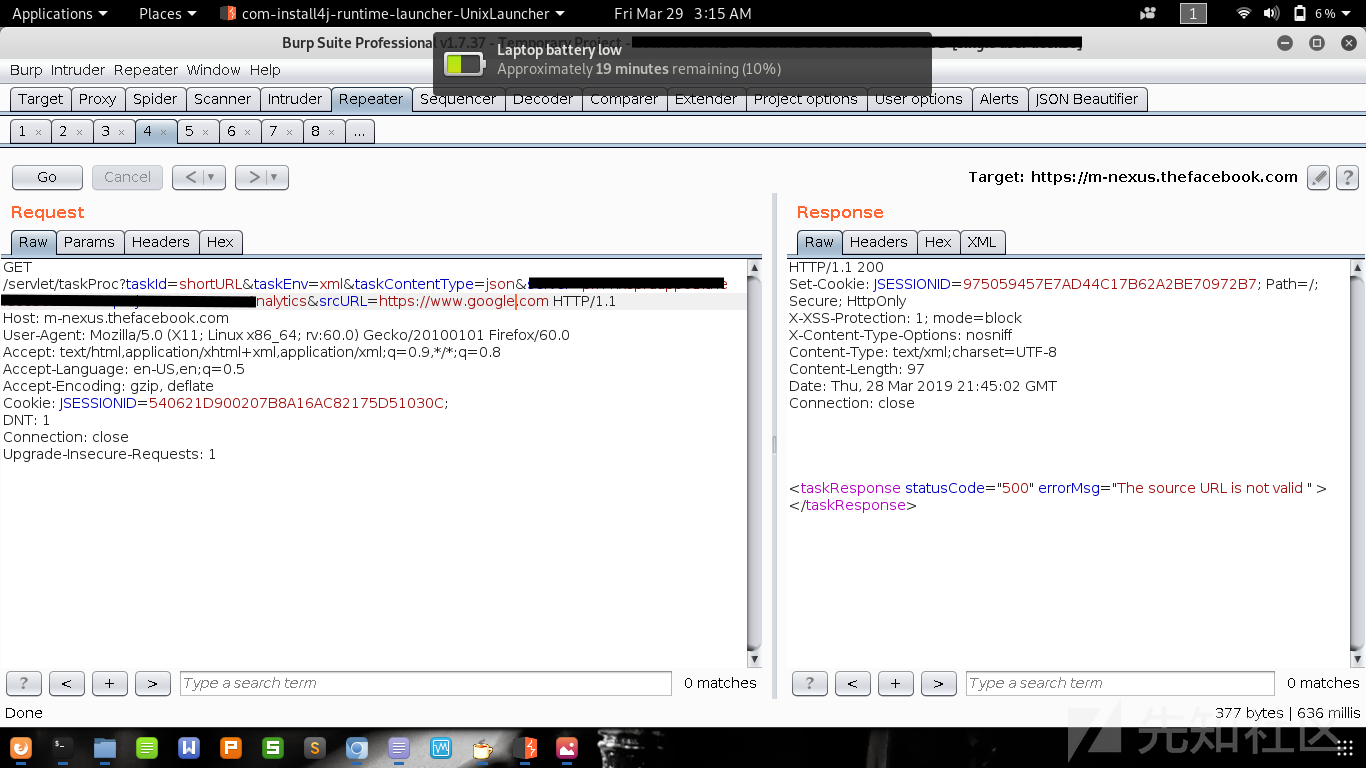 Applications Places com-install4j-runtime-launcher-UnixLauncher Fri Mar 29 3:15 AM 1 6%
Burp Suite Professional v1.7.37 - Temporary Project -
Laptop battery low
Approximately 19 minutes remaining (10%)
Burp Intruder Repeater Window Help
Target Proxy Spider Scanner Intruder Repeater Sequencer Decoder Comparer Extender Project options User options Alerts JSON Beautifier
1 × 2 × 3 × 4 × 5 × 6 × 7 × 8 × ...
Go Cancel < > Target: https://m-nexus.thefacebook.com ?
Request
Raw Params Headers Hex
GET
/servlet/taskProc?taskId=shortURL&taskEnv=xml&taskContentType=json&
nalytics&srcURL=https://www.google.com HTTP/1.1
Host: m-nexus.thefacebook.com
User-Agent: Mozilla/5.0 (X11; Linux x86_64; rv:60.0) Gecko/20100101 Firefox/60.0
Accept: text/html,application/xhtml+xml,application/xml;q=0.9,*/*;q=0.8
Accept-Language: en-US,en;q=0.5
Accept-Encoding: gzip, deflate
Cookie: JSESSIONID=540621D900207B8A16AC82175D51030C;
DNT: 1
Connection: close
Upgrade-Insecure-Requests: 1
? < + > Type a search term 0 matches
Response
Raw Headers Hex XML
HTTP/1.1 200
Set-Cookie: JSESSIONID=975059457E7AD44C17B62A2BE70972B7; Path=/;
Secure; HttpOnly
X-XSS-Protection: 1; mode=block
X-Content-Type-Options: nosniff
Content-Type: text/xml;charset=UTF-8
Content-Length: 97
Date: Thu, 28 Mar 2019 21:45:02 GMT
Connection: close
<taskResponse statusCode="500" errorMsg="The source URL is not valid " >
</taskResponse>
? < + > Type a search term 0 matches
Done 377 bytes | 636 millis
先知社区